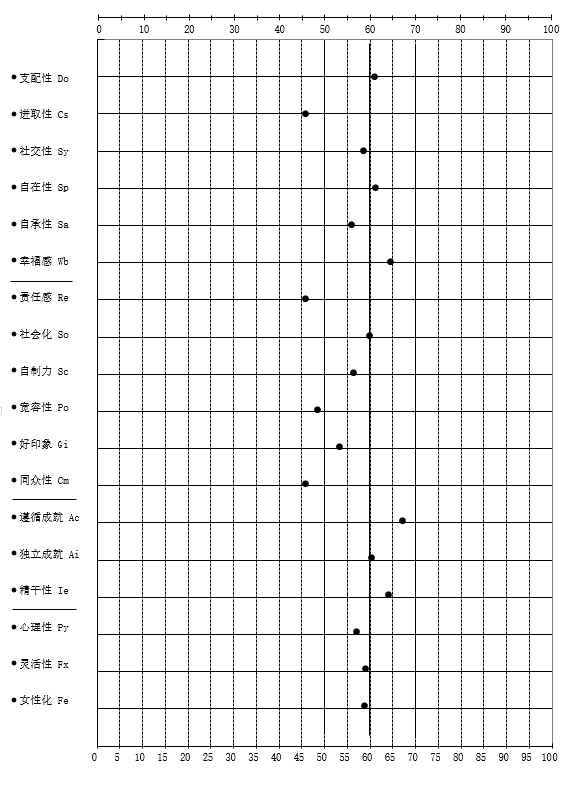 0 10 20 30 40 50 60 70 80 90 100
● 支配性 Do
● 进取性 Cs
● 社交性 Sy
● 自在性 Sp
● 自承性 Sa
● 幸福感 Wb
● 责任感 Re
● 社会化 So
● 自制力 Sc
● 宽容性 Po
● 好印象 Gi
● 同众性 Cm
● 遵循成就 Ac
● 独立成就 Ai
● 精干性 Ie
● 心理性 Py
● 灵活性 Fx
● 女性化 Fe
0 5 10 15 20 25 30 35 40 45 50 55 60 65 70 75 80 85 90 95 100